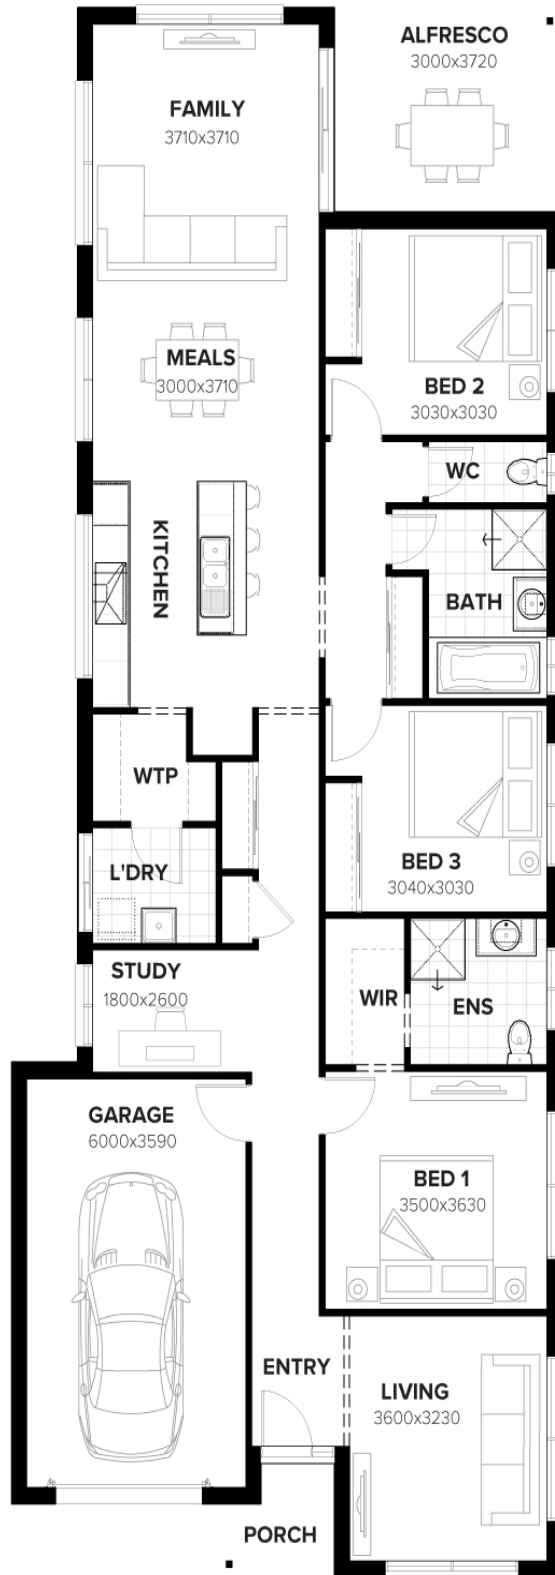 ALFRESCO
3000x3720
FAMILY
3710x3710
MEALS
3000x3710
BED 2
3030x3030
WC
KITCHEN
BATH
WTP
BED 3
3040x3030
L'DRY
STUDY
1800x2600
WIR
ENS
GARAGE
6000x3590
BED 1
3500x3630
ENTRY
LIVING
3600x3230
PORCH